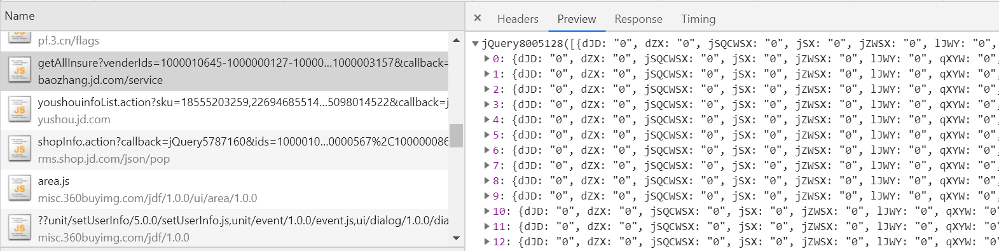 Name
pf.3.cn/flags
getAllInsure?venderIds=1000010645-1000000127-10000...1000003157&callback=
baozhang.jd.com/service
youshouinfoList.action?sku=18555203259,22694685514...5098014522&callback=j
yushou.jd.com
shopInfo.action?callback=jQuery5787160&ids=1000010...0000567%2C100000086
rms.shop.jd.com/json/pop
area.js
misc.360buyimg.com/jdf/1.0.0/ui/area/1.0.0
??unit/setUserInfo/5.0.0/setUserInfo.js,unit/event/1.0.0/event.js,ui/dialog/1.0.0/dia
misc.360buyimg.com/jdf/1.0.0
× Headers Preview Response Timing
jQuery8005128([{dJD: "0", dZX: "0", jSQCWSX: "0", jSX: "0", jZWSX: "0", lJWY: "0",
0: {dJD: "0", dZX: "0", jSQCWSX: "0", jSX: "0", jZWSX: "0", lJWY: "0", qXYW: "0",
1: {dJD: "0", dZX: "0", jSQCWSX: "0", jSX: "0", jZWSX: "0", lJWY: "0", qXYW: "0",
2: {dJD: "0", dZX: "0", jSQCWSX: "0", jSX: "0", jZWSX: "0", lJWY: "0", qXYW: "0",
3: {dJD: "0", dZX: "0", jSQCWSX: "0", jSX: "0", jZWSX: "0", lJWY: "0", qXYW: "0",
4: {dJD: "0", dZX: "0", jSQCWSX: "0", jSX: "0", jZWSX: "0", lJWY: "0", qXYW: "0",
5: {dJD: "0", dZX: "0", jSQCWSX: "0", jSX: "0", jZWSX: "0", lJWY: "0", qXYW: "0",
6: {dJD: "0", dZX: "0", jSQCWSX: "0", jSX: "0", jZWSX: "0", lJWY: "0", qXYW: "0",
7: {dJD: "0", dZX: "0", jSQCWSX: "0", jSX: "0", jZWSX: "0", lJWY: "0", qXYW: "0",
8: {dJD: "0", dZX: "0", jSQCWSX: "0", jSX: "0", jZWSX: "0", lJWY: "0", qXYW: "0",
9: {dJD: "0", dZX: "0", jSQCWSX: "0", jSX: "0", jZWSX: "0", lJWY: "0", qXYW: "0",
10: {dJD: "0", dZX: "0", jSQCWSX: "0", jSX: "0", jZWSX: "0", lJWY: "0", qXYW: "0"
11: {dJD: "0", dZX: "0", jSQCWSX: "0", jSX: "0", jZWSX: "0", lJWY: "0", qXYW: "0"
12: {dJD: "0", dZX: "0", jSQCWSX: "0", jSX: "0", jZWSX: "0", lJWY: "0", qXYW: "0"